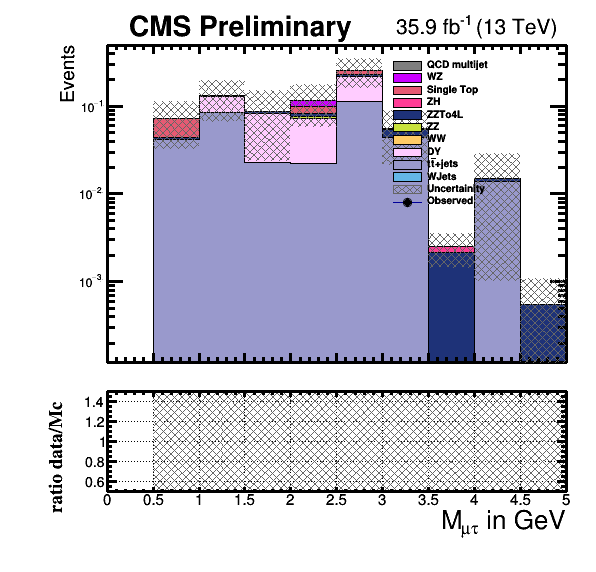 CMS Preliminary
35.9 fb⁻¹ (13 TeV)
Events
10⁻¹
10⁻²
10⁻³
QCD multijet
WZ
Single Top
ZH
ZZTo4L
ZZ
WW
DY
tt+jets
WJets
Uncertainity
Observed
ratio data/Mc
1.4
1.2
1
0.8
0.6
0 0.5 1 1.5 2 2.5 3 3.5 4 4.5 5
Mμτ in GeV